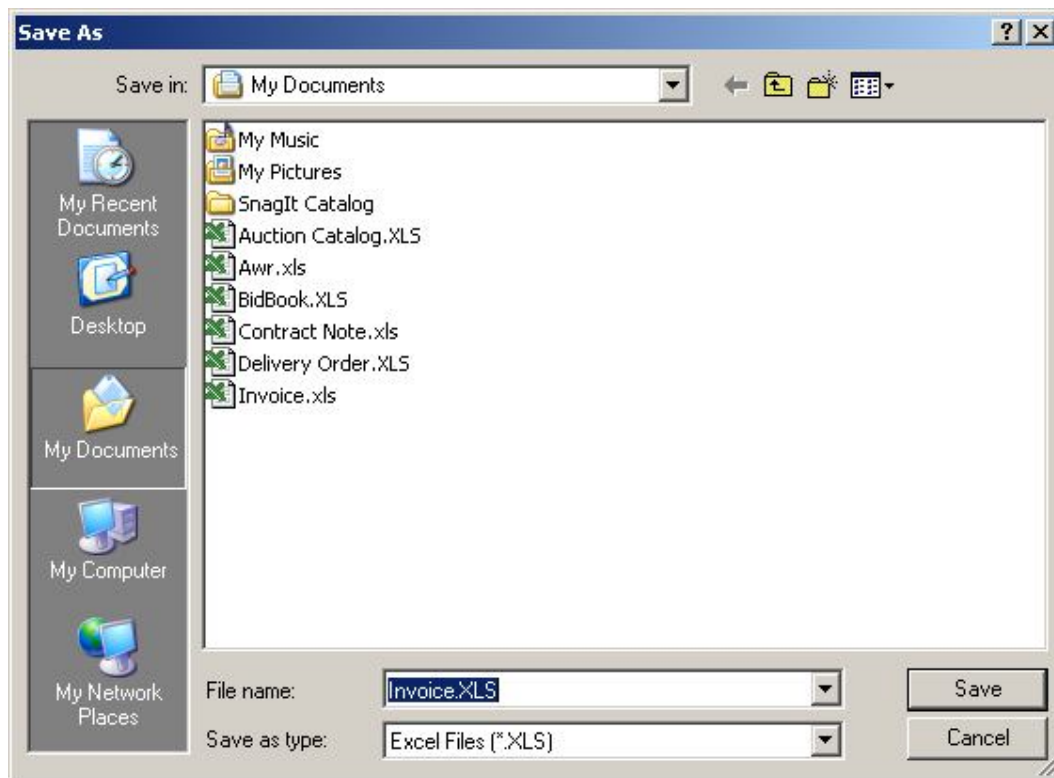 Save As
Save in: My Documents
My Recent
Documents
Desktop
My Documents
My Computer
My Network
Places
My Music
My Pictures
SnagIt Catalog
Auction Catalog.XLS
Awr.xls
BidBook.XLS
Contract Note.xls
Delivery Order.XLS
Invoice.xls
File name: Invoice.XLS Save
Save as type: Excel Files (*.XLS) Cancel